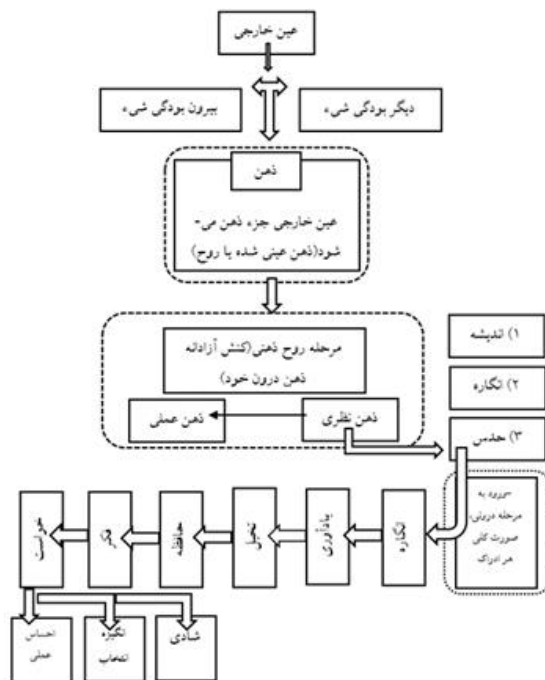 عین خارجی
دیگر بودگی شیء
بیرون بودگی شیء
ذهن
عین خارجی جزء ذهن می-
شود(ذهن عینی شده یا روح)
مرحله روح ذهنی(کنش آزادانه
ذهن درون خود)
ذهن نظری
ذهن عملی
۱) اندیشه
۲) انگاره
۳) حدس
ورود به
مرحله درونی،
صورت کلی
هر ادراک
انگاره
یادآوری
تخیل
حافظه
فکر
خواست
شادی
انگیزه
انتخاب
احساس
عملی